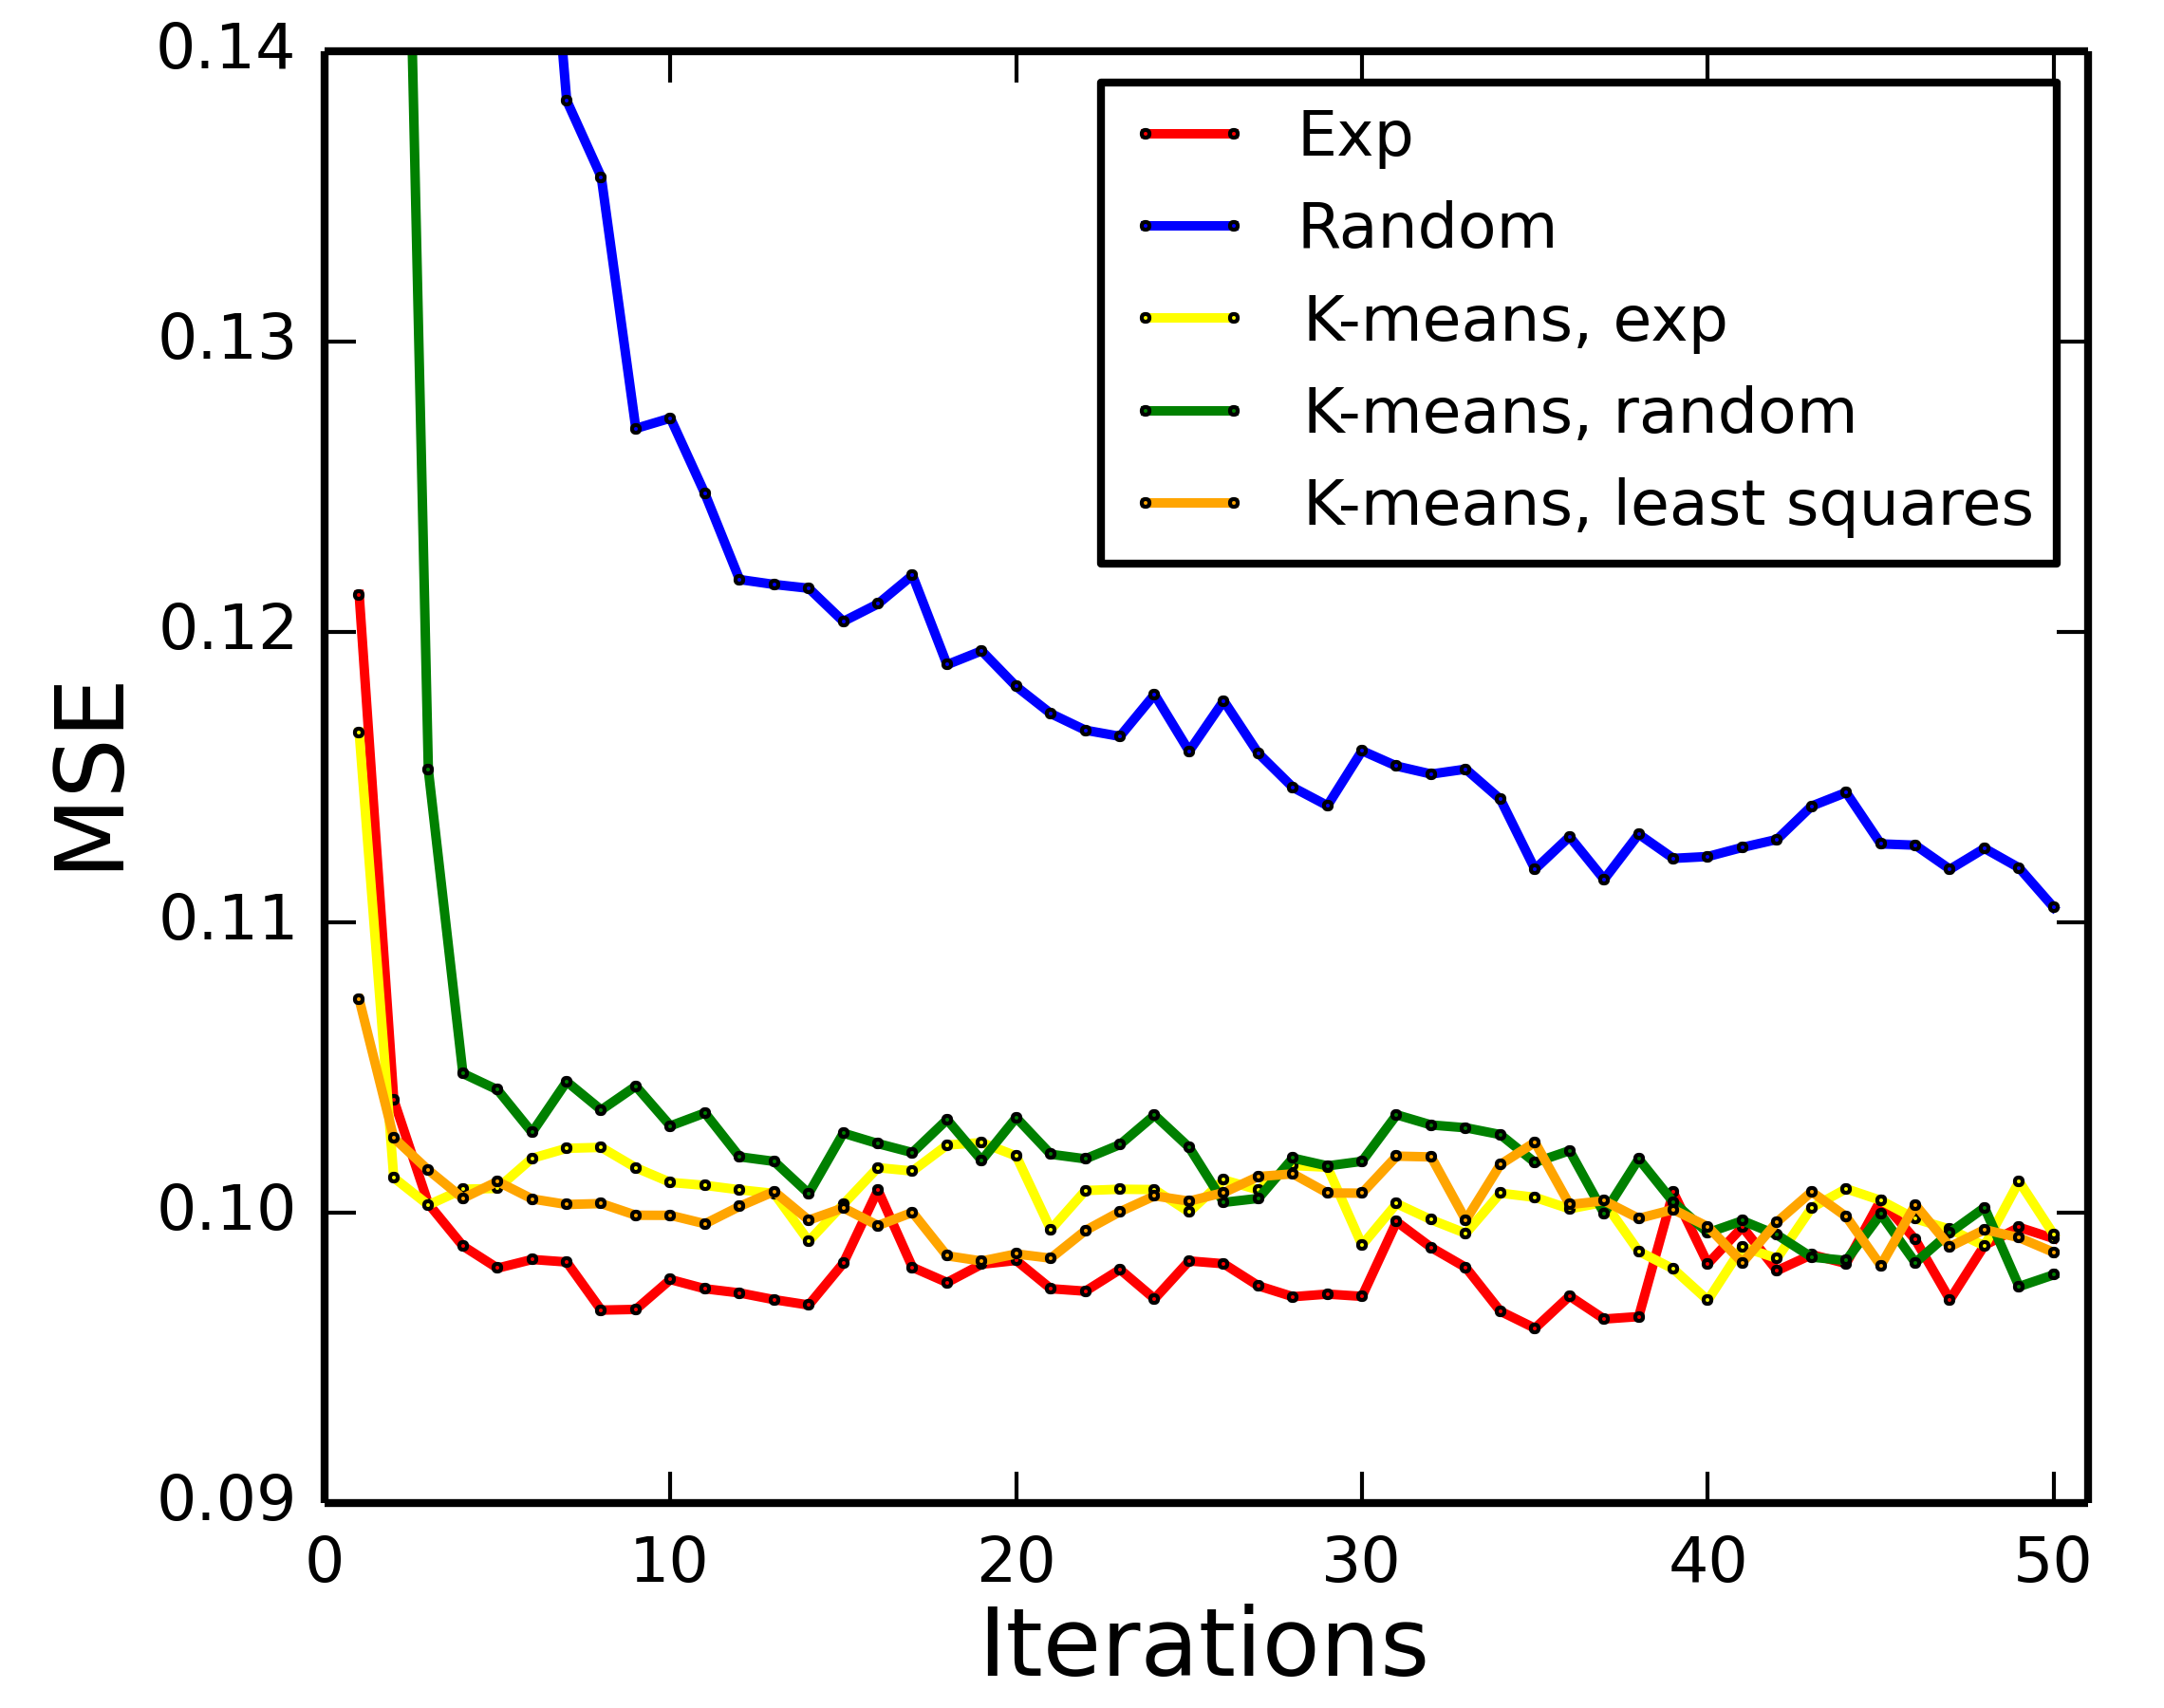 0.14
0.13
0.12
0.11
0.10
0.09
MSE
0 10 20 30 40 50
Iterations
Exp
Random
K-means, exp
K-means, random
K-means, least squares